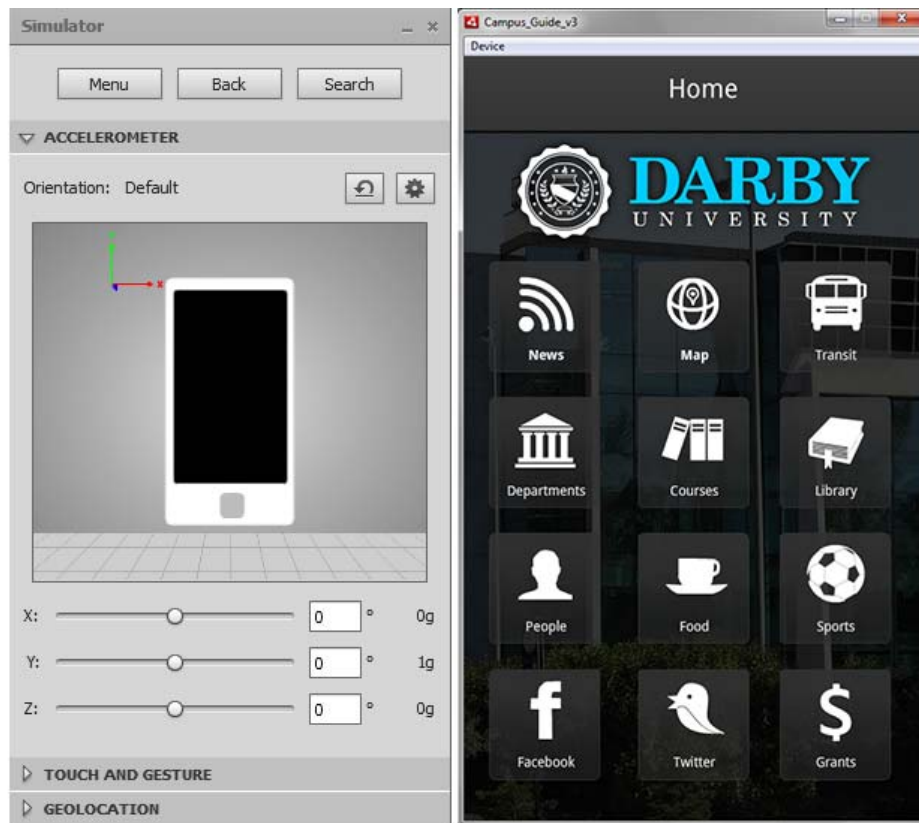 Simulator
Menu Back Search
ACCELEROMETER
Orientation: Default
X
X: 0 ° 0g
Y: 0 ° 1g
Z: 0 ° 0g
TOUCH AND GESTURE
GEOLOCATION
Campus_Guide_v3
Device
Home
DARBY
UNIVERSITY
News Map Transit
Departments Courses Library
People Food Sports
Facebook Twitter Grants